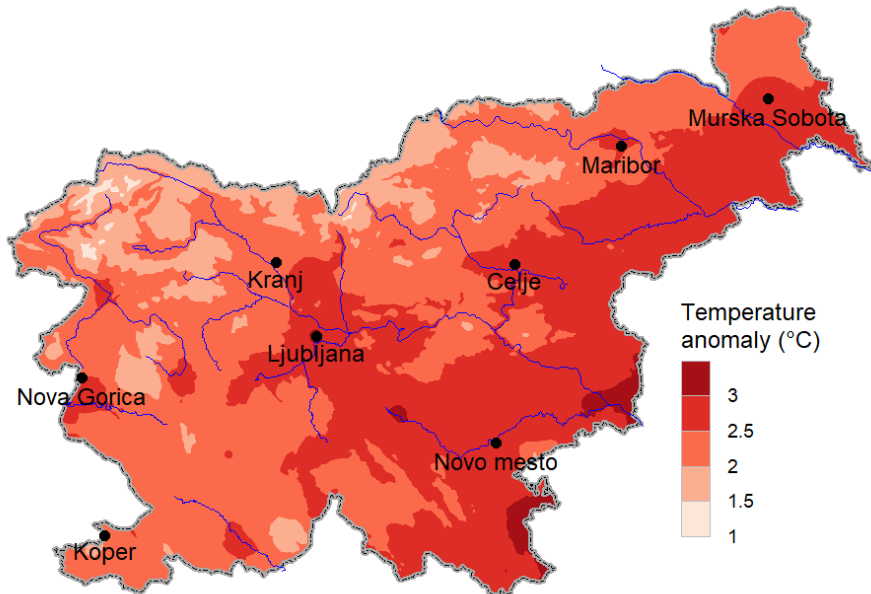 Murska Sobota
Maribor
Kranj
Celje
Ljubljana
Nova Gorica
Novo mesto
Koper
Temperature
anomaly (°C)
3
2.5
2
1.5
1